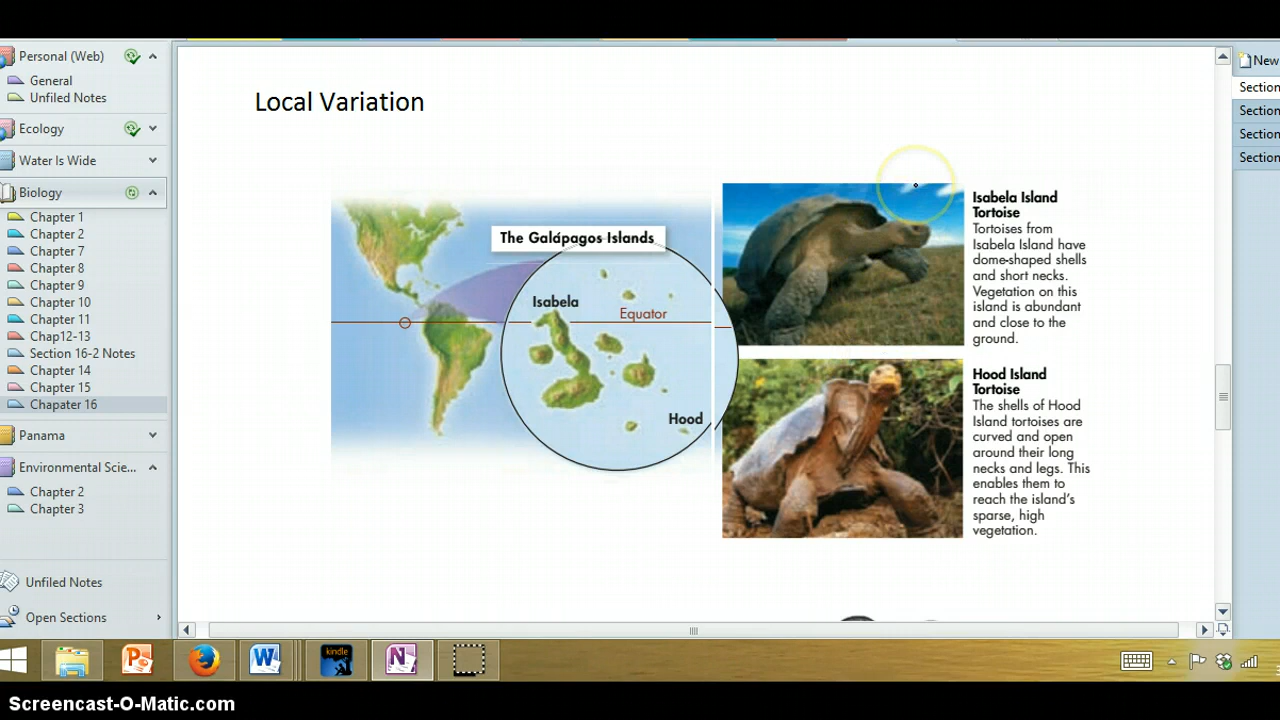 Personal (Web)
General
Unfiled Notes
Ecology
Water Is Wide
Biology
Chapter 1
Chapter 2
Chapter 7
Chapter 8
Chapter 9
Chapter 10
Chapter 11
Chap12-13
Section 16-2 Notes
Chapter 14
Chapter 15
Chapater 16
Panama
Environmental Scie...
Chapter 2
Chapter 3
Unfiled Notes
Open Sections
Local Variation
The Galápagos Islands
Isabela
Equator
Hood
Isabela Island
Tortoise
Tortoises from
Isabela Island have
dome-shaped shells
and short necks.
Vegetation on this
island is abundant
and close to the
ground.
Hood Island
Tortoise
The shells of Hood
Island tortoises are
curved and open
around their long
necks and legs. This
enables them to
reach the island's
sparse, high
vegetation.
New
Section
Section
Section
Section
kindle
Screencast-O-Matic.com